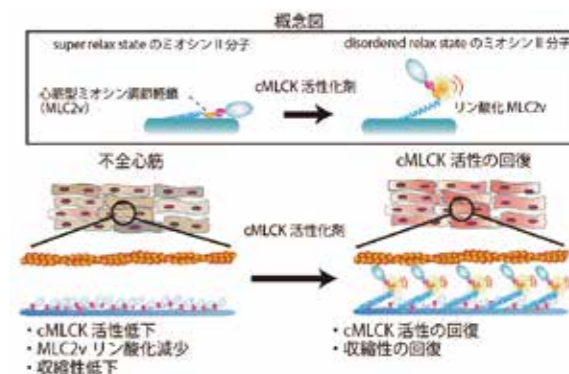 概念図
super relax state のミオシンⅡ分子
disordered relax state のミオシンⅡ分子
心筋型ミオシン調節軽鎖
(MLC2v)
cMLCK 活性化剤
リン酸化 MLC2v
不全心筋
cMLCK 活性の回復
cMLCK 活性化剤
・cMLCK 活性低下
・MLC2v リン酸化減少
・収縮性低下
・cMLCK 活性の回復
・収縮性の回復